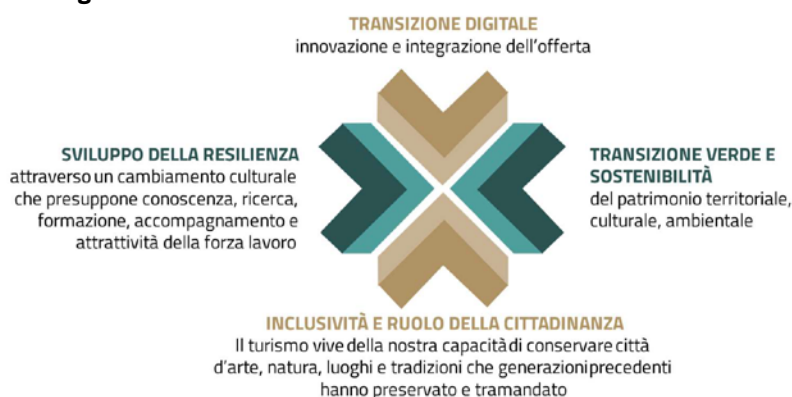 TRANSIZIONE DIGITALE
innovazione e integrazione dell'offerta
SVILUPPO DELLA RESILIENZA
attraverso un cambiamento culturale
che presuppone conoscenza, ricerca,
formazione, accompagnamento e
attrattività della forza lavoro
TRANSIZIONE VERDE E
SOSTENIBILITÀ
del patrimonio territoriale,
culturale, ambientale
INCLUSIVITÀ E RUOLO DELLA CITTADINANZA
Il turismo vive della nostra capacità di conservare città
d'arte, natura, luoghi e tradizioni che generazioni precedenti
hanno preservato e tramandato